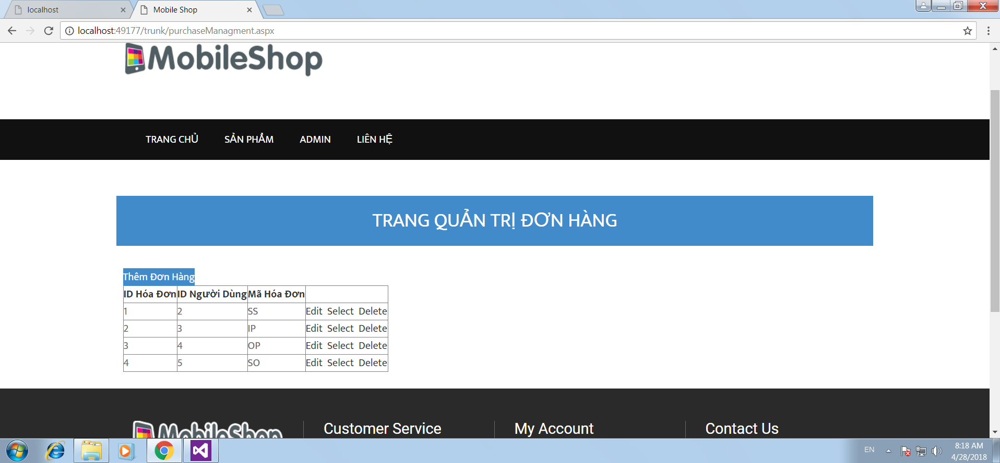 localhost
Mobile Shop
localhost:49177/trunk/purchaseManagment.aspx
MobileShop
TRANG CHỦ SẢN PHẨM ADMIN LIÊN HỆ
TRANG QUẢN TRỊ ĐƠN HÀNG
Thêm Đơn Hàng
ID Hóa Đơn ID Người Dùng Mã Hóa Đơn
1 2 SS Edit Select Delete
2 3 IP Edit Select Delete
3 4 OP Edit Select Delete
4 5 SO Edit Select Delete
MobileShop Customer Service My Account Contact Us
EN 8:18 AM
4/28/2018